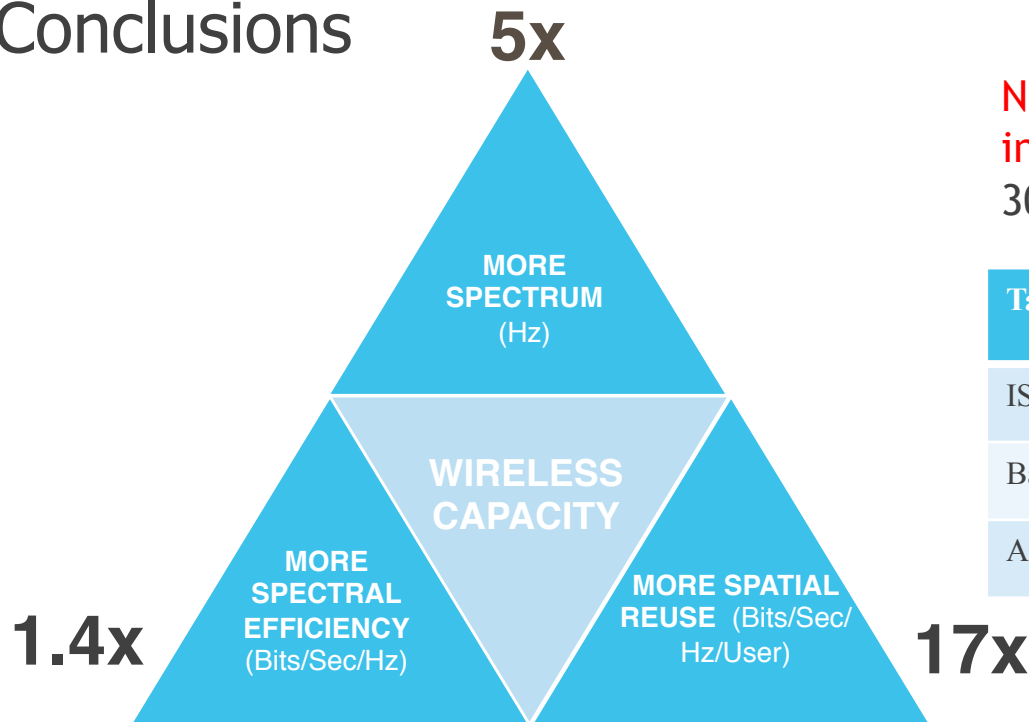 Conclusions
5x
MORE
SPECTRUM
(Hz)
WIRELESS
CAPACITY
MORE
SPECTRAL
EFFICIENCY
(Bits/Sec/Hz)
1.4x
MORE SPATIAL
REUSE (Bits/Sec/
Hz/User)
17x